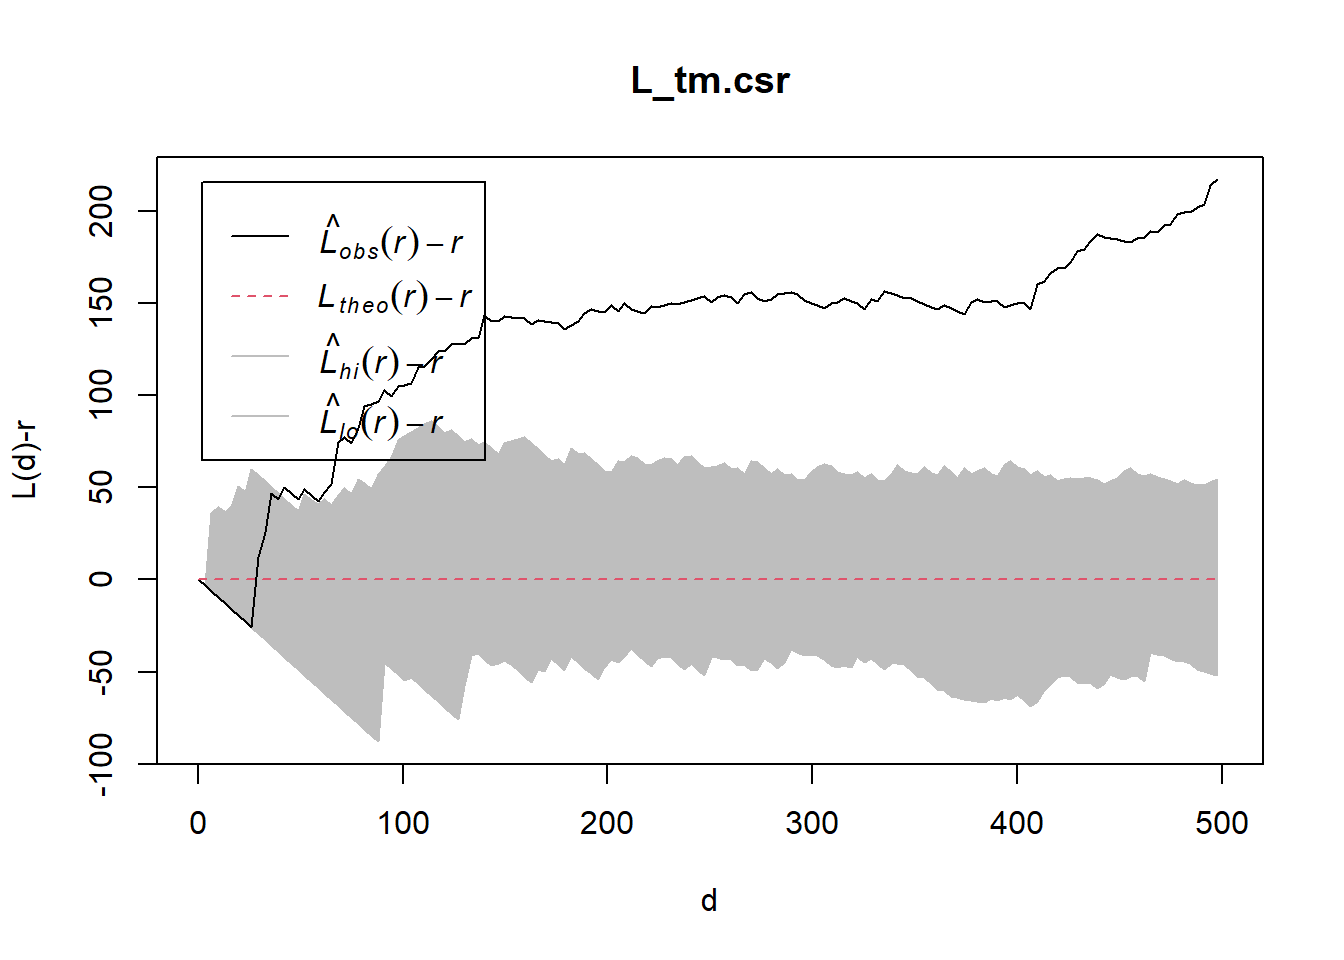 L_tm.csr
L(d)-r
200
150
100
50
0
-50
-100
L̂obs(r) − r
Ltheo(r) − r
L̂hi(r) − r
L̂lo(r) − r
0 100 200 300 400 500
d